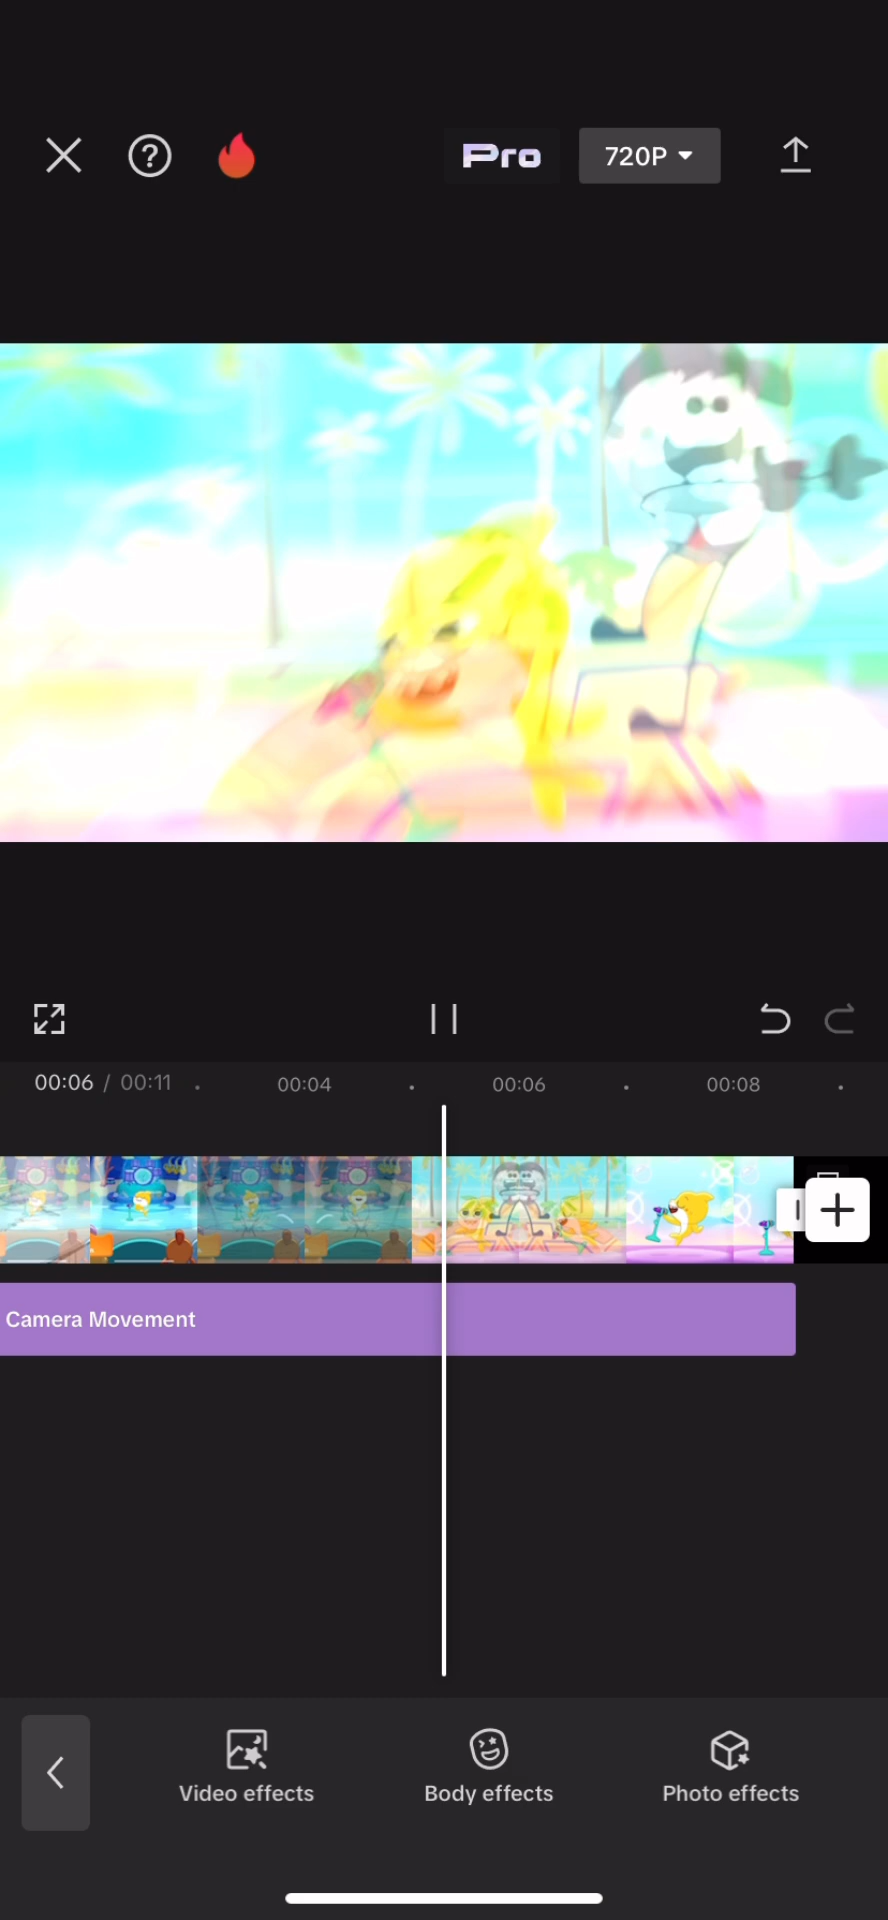 Pro
720P
00:06 / 00:11
00:04
00:06
00:08
Camera Movement
Video effects
Body effects
Photo effects